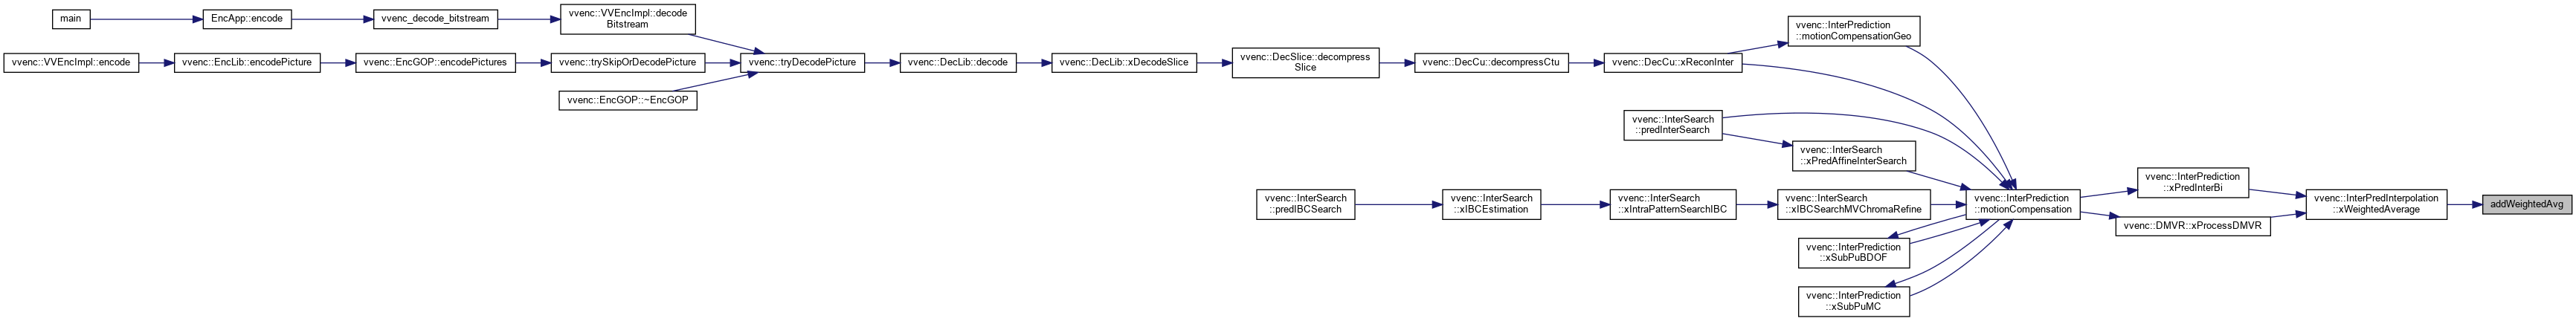 main
EncApp::encode
vvenc_decode_bitstream
vvenc::VVEncImpl::decode
Bitstream
vvenc::VVEncImpl::encode
vvenc::EncLib::encodePicture
vvenc::EncGOP::encodePictures
vvenc::trySkipOrDecodePicture
vvenc::tryDecodePicture
vvenc::EncGOP::~EncGOP
vvenc::DecLib::decode
vvenc::DecLib::xDecodeSlice
vvenc::DecSlice::decompress
Slice
vvenc::DecCu::decompressCtu
vvenc::DecCu::xReconInter
vvenc::InterPrediction
::motionCompensationGeo
vvenc::InterSearch
::predInterSearch
vvenc::InterSearch
::xPredAffineInterSearch
vvenc::InterSearch
::predIBCSearch
vvenc::InterSearch
::xIBCEstimation
vvenc::InterSearch
::xIntraPatternSearchIBC
vvenc::InterSearch
::xIBCSearchMVChromaRefine
vvenc::InterPrediction
::xSubPuBDOF
vvenc::InterPrediction
::xSubPuMC
vvenc::InterPrediction
::motionCompensation
vvenc::InterPrediction
::xPredInterBi
vvenc::DMVR::xProcessDMVR
vvenc::InterPredInterpolation
::xWeightedAverage
addWeightedAvg